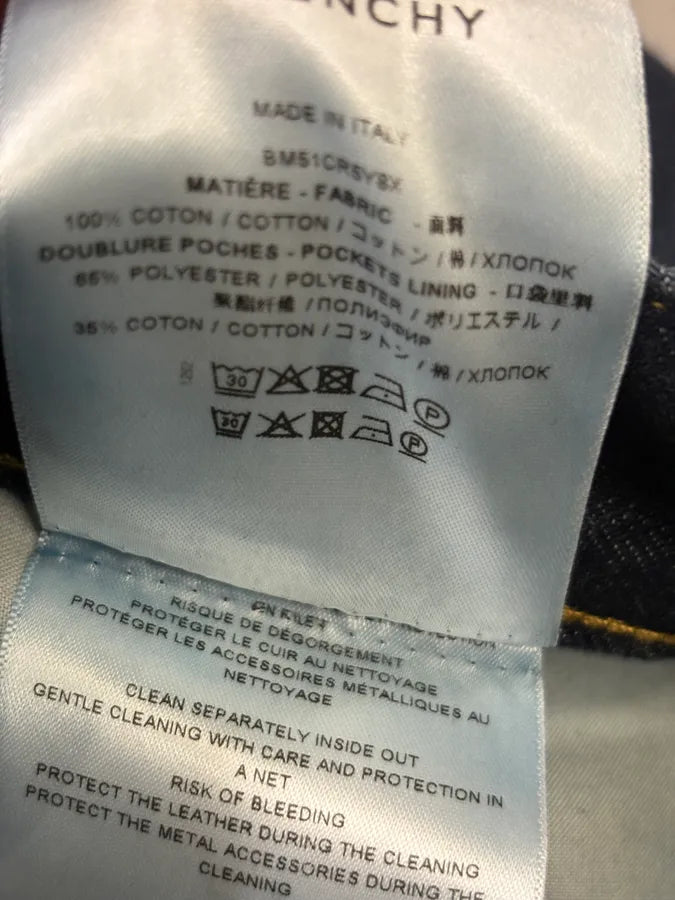 ENCHY
MADE IN ITALY
MATIÈRE - FABRIC - 面料
100% COTON / COTTON / コットン / 棉 / ХЛОПОК
DOUBLURE POCHES - POCKETS LINING - 口袋里料
65% POLYESTER / POLYESTER / ポリエステル /
聚酯纤维 / ПОЛИЭФИР
35% COTON / COTTON / コットン / 棉 / ХЛОПОК
30
P
30
P
RISQUE DE DÉGORGEMENT
PROTÉGER LE CUIR AU NETTOYAGE
PROTÉGER LES ACCESSOIRES MÉTALLIQUES AU
NETTOYAGE
CLEAN SEPARATELY INSIDE OUT
GENTLE CLEANING WITH CARE AND PROTECTION IN
A NET
RISK OF BLEEDING
PROTECT THE LEATHER DURING THE CLEANING
PROTECT THE METAL ACCESSORIES DURING THE
CLEANING